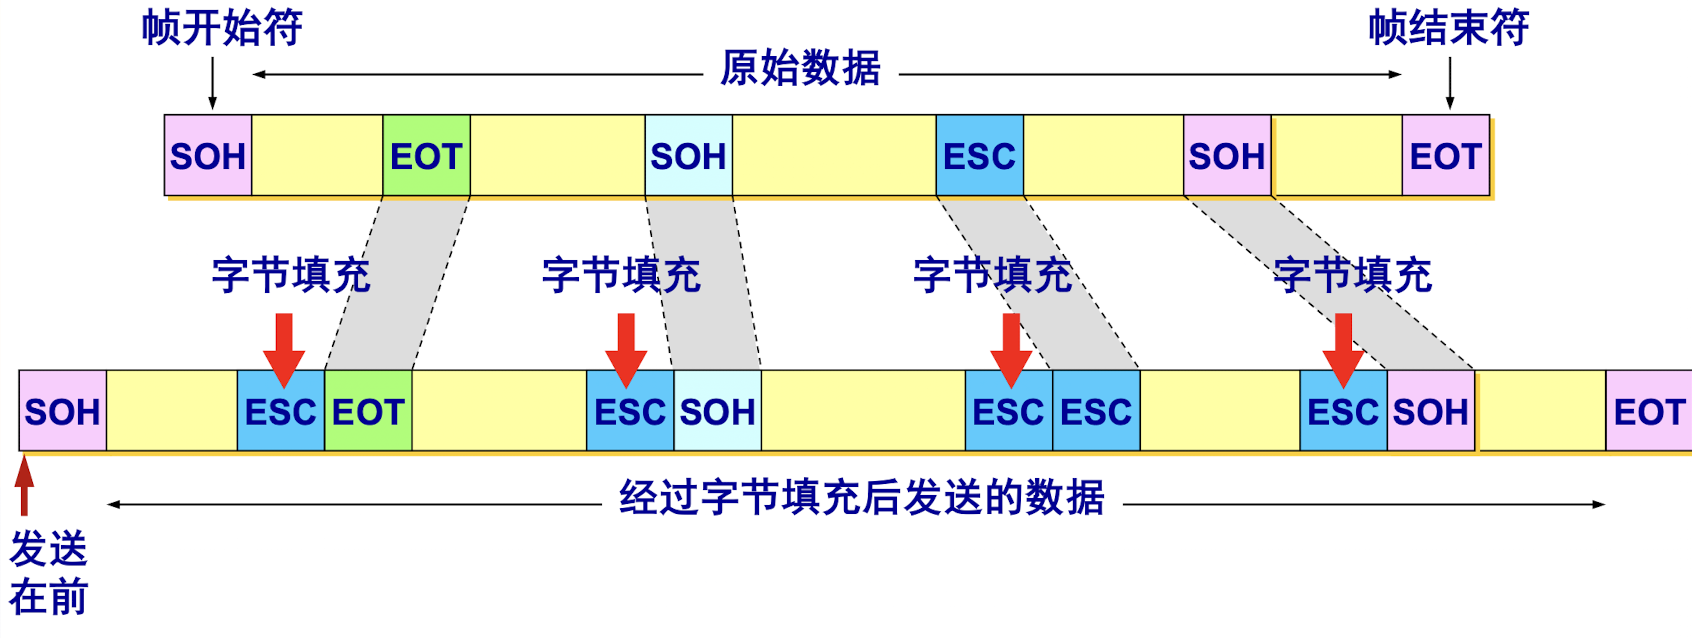 帧开始符
帧结束符
原始数据
SOH EOT SOH ESC SOH EOT
字节填充 字节填充 字节填充 字节填充
SOH ESC EOT ESC SOH ESC ESC ESC SOH EOT
经过字节填充后发送的数据
发送
在前